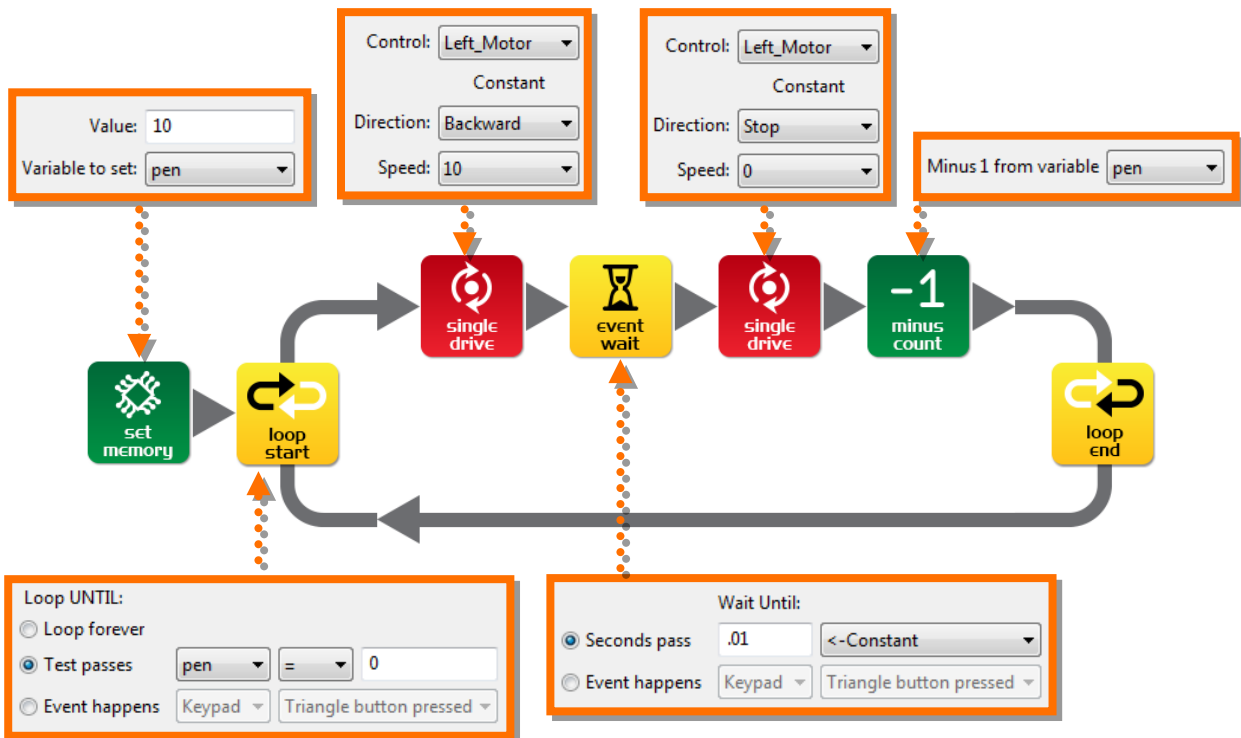 Value: 10
Variable to set: pen
Control: Left_Motor
Constant
Direction: Backward
Speed: 10
Control: Left_Motor
Constant
Direction: Stop
Speed: 0
Minus 1 from variable pen
set
memory
loop
start
single
drive
event
wait
single
drive
-1
minus
count
loop
end
Loop UNTIL:
Loop forever
Test passes pen = 0
Event happens Keypad Triangle button pressed
Wait Until:
Seconds pass .01 <-Constant
Event happens Keypad Triangle button pressed